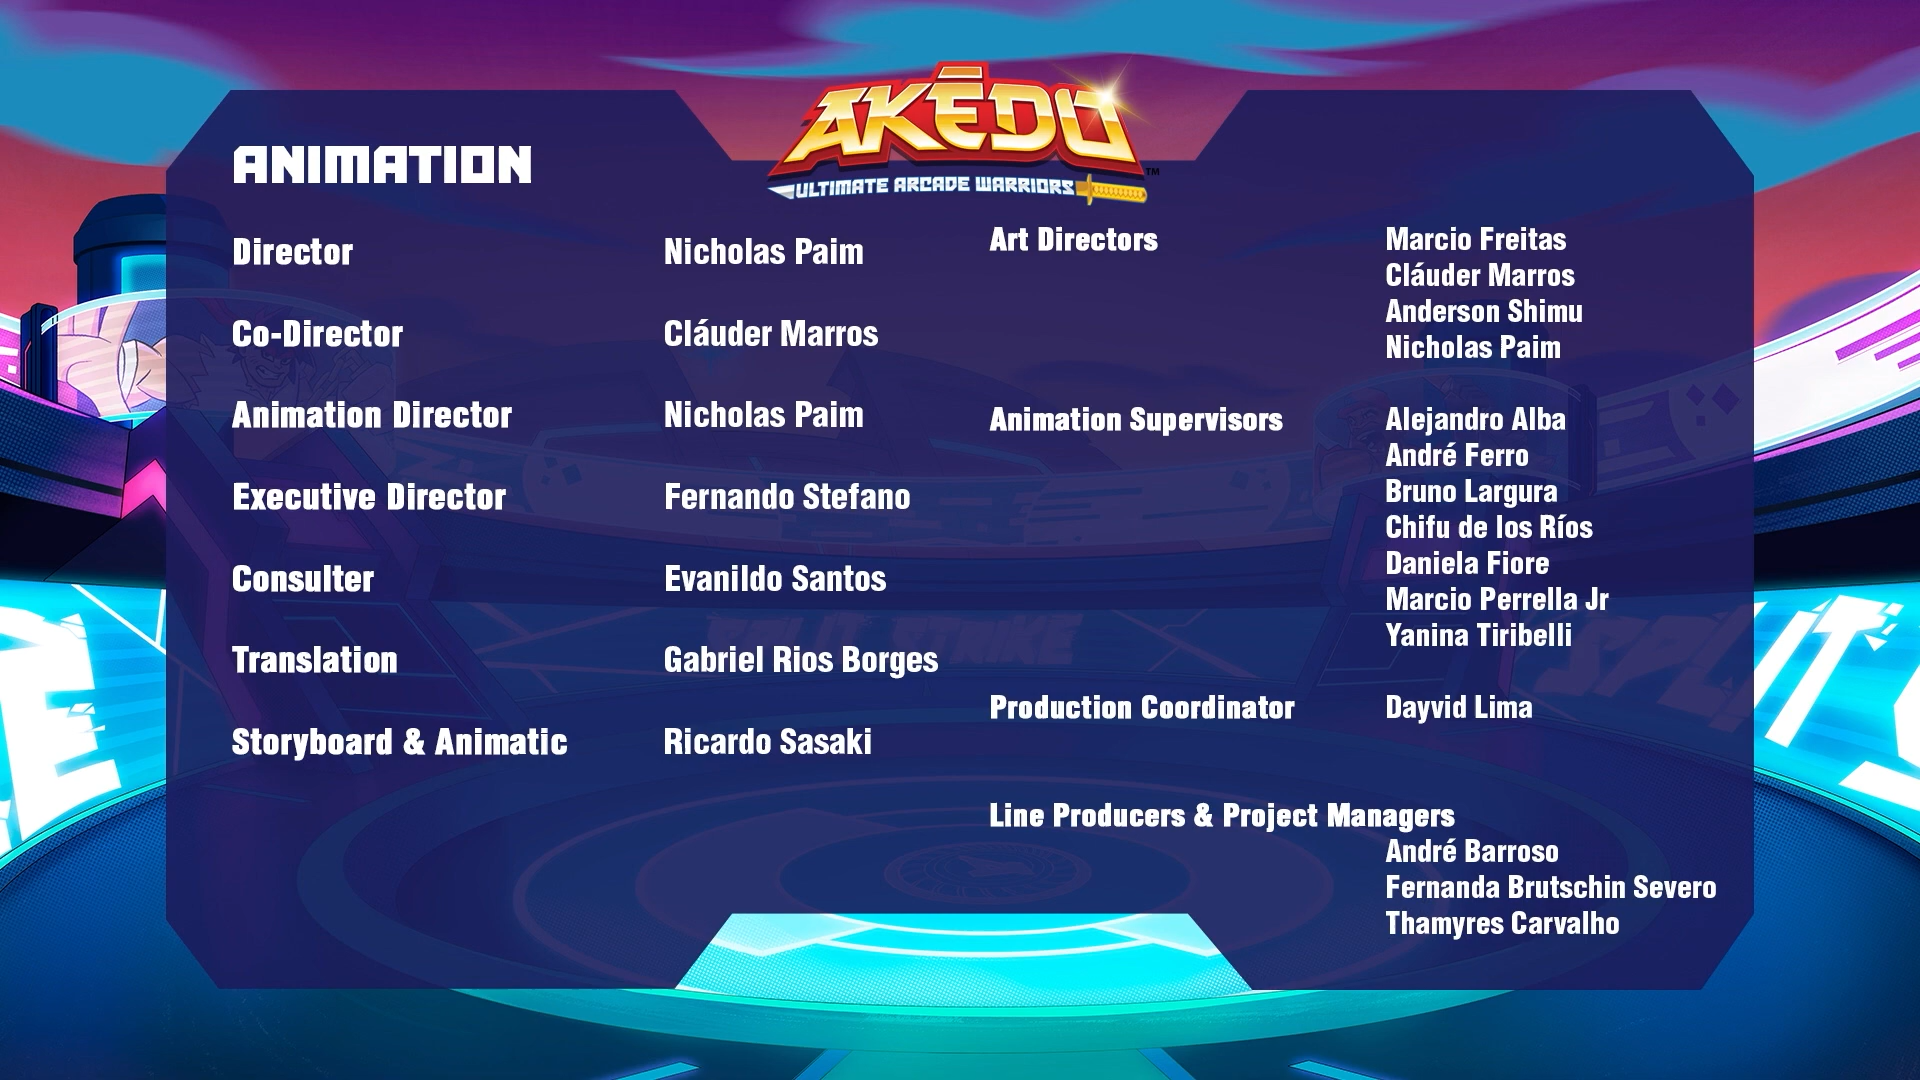 AKĒDO
ULTIMATE ARCADE WARRIORS
TM
ANIMATION
Director Nicholas Paim
Co-Director Cláuder Marros
Animation Director Nicholas Paim
Executive Director Fernando Stefano
Consulter Evanildo Santos
Translation Gabriel Rios Borges
Storyboard & Animatic Ricardo Sasaki
Art Directors Marcio Freitas
Cláuder Marros
Anderson Shimu
Nicholas Paim
Animation Supervisors Alejandro Alba
André Ferro
Bruno Largura
Chifu de los Ríos
Daniela Fiore
Marcio Perrella Jr
Yanina Tiribelli
Production Coordinator Dayvid Lima
Line Producers & Project Managers
André Barroso
Fernanda Brutschin Severo
Thamyres Carvalho
SPLIT STRIKE